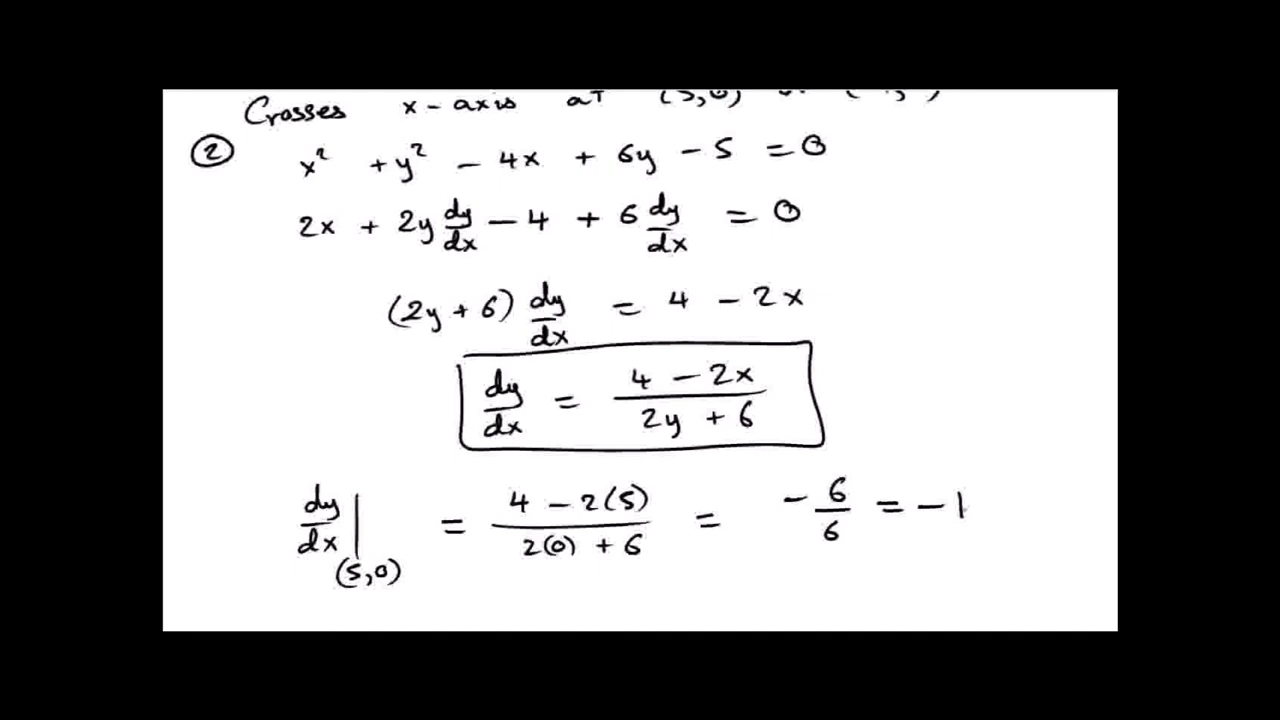 Crosses x-axis at (5,0)
② x² + y² - 4x + 6y - 5 = 0
2x + 2y dy/dx - 4 + 6 dy/dx = 0
(2y + 6) dy/dx = 4 - 2x
dy/dx = (4 - 2x)/(2y + 6)
dy/dx |(5,0) = (4 - 2(5))/(2(0) + 6) = - 6/6 = -1